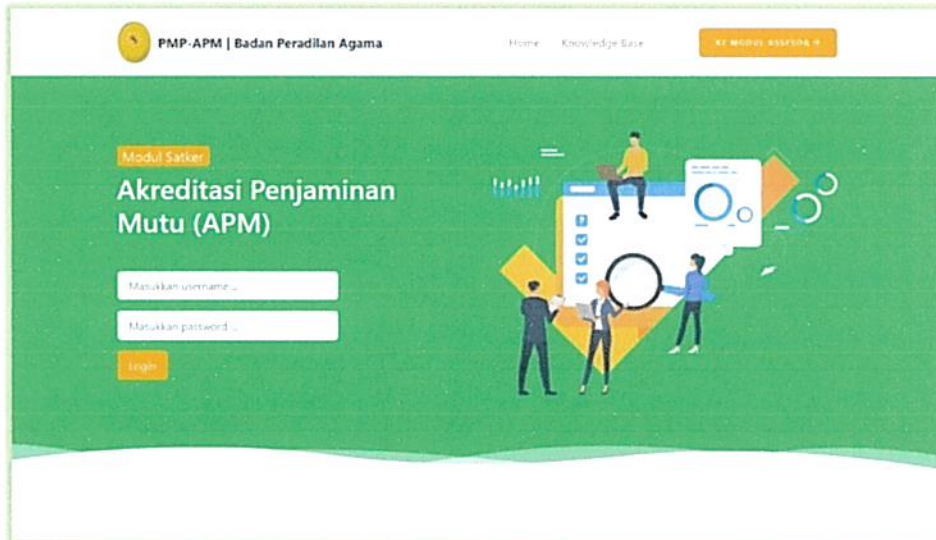 PMP-APM | Badan Peradilan Agama
Home
Knowledge Base
KE MODUL ASSESOR →
Modul Satker
Akreditasi Penjaminan
Mutu (APM)
Masukkan username ...
Masukkan password ...
Login